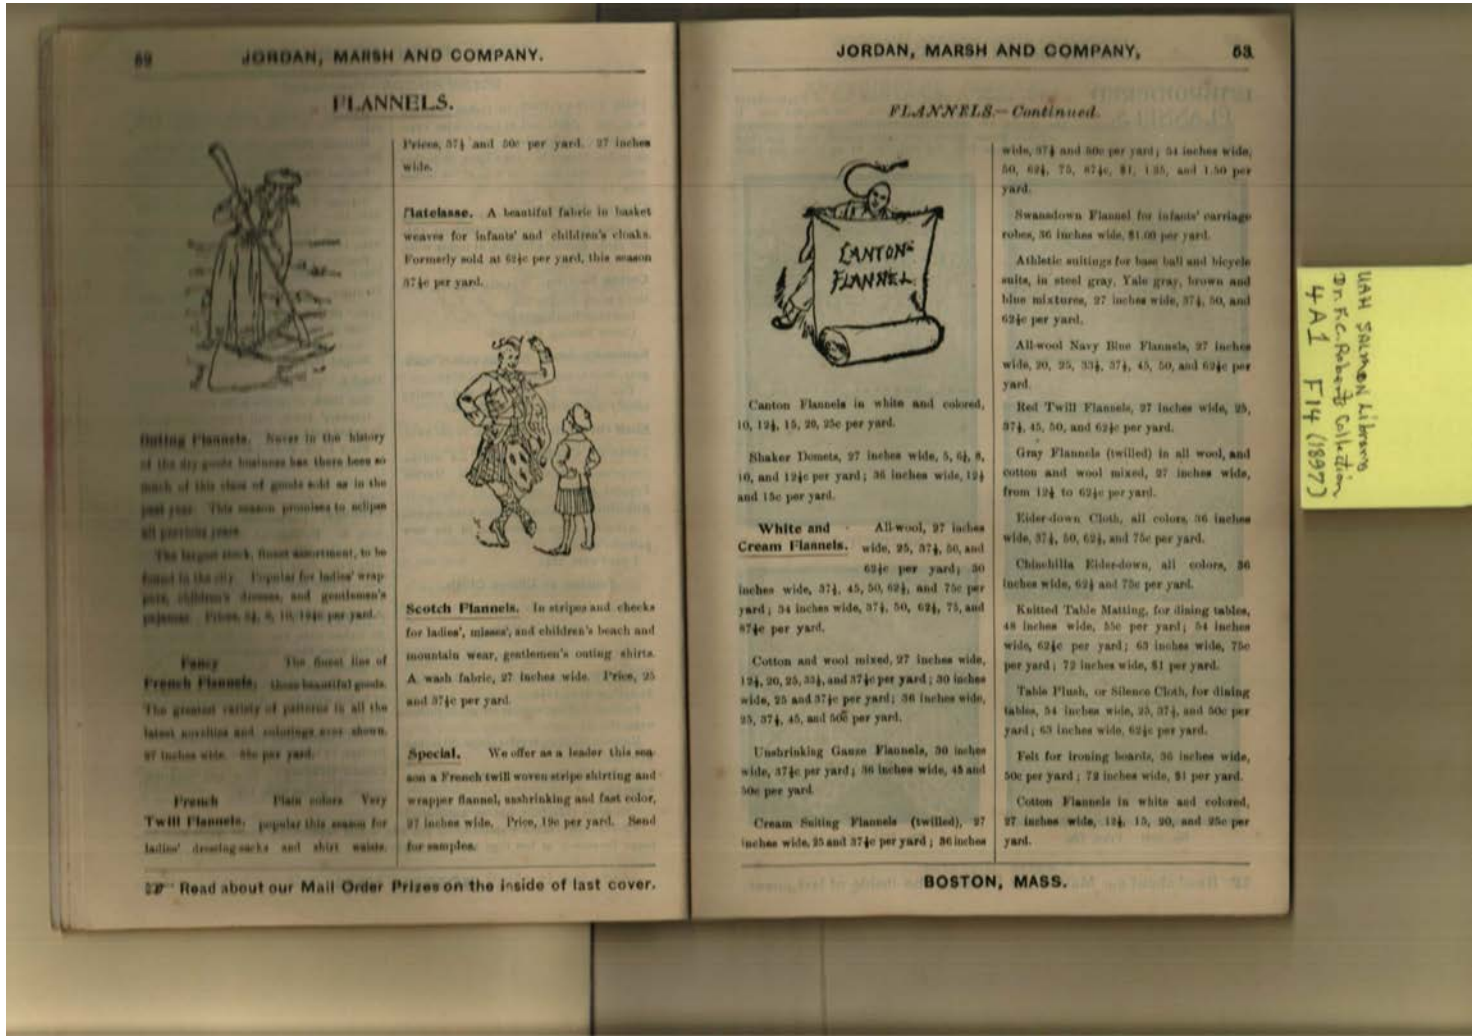 JORDAN, MARSH AND COMPANY.
FLANNELS.
Outing Flannels. Never in the history
of the dry goods business has there been so
much of this class of goods sold as in the
past year. This season promises to eclipse
all previous years.
The largest stock, finest assortment, to be
found in the city. Popular for ladies' wrap-
pers, children's dresses, and gentlemen's
pajamas. Prices, 8, 10, 12½c per yard.
Fancy The finest line of
French Flannels, these beautiful goods.
The greatest variety of patterns in all the
latest novelties and colorings ever shown.
27 inches wide. per yard.
French Plain colors. Very
Twill Flannels, popular this season for
ladies' dressing-sacks and shirt waists.
Prices, 37½ and 50c per yard. 27 inches
wide.
Matelasse. A beautiful fabric in basket
weaves for infants' and children's cloaks.
Formerly sold at 62½c per yard, this season
37½c per yard.
Scotch Flannels. In stripes and checks
for ladies', misses', and children's beach and
mountain wear, gentlemen's outing shirts.
A wash fabric, 27 inches wide. Price, 25
and 37½c per yard.
Special. We offer as a leader this sea-
son a French twill woven stripe shirting and
wrapper flannel, unshrinking and fast color,
27 inches wide. Price, 19c per yard. Send
for samples.
Read about our Mail Order Prizes on the inside of last cover.
JORDAN, MARSH AND COMPANY, 53
FLANNELS.—Continued.
CANTON-
FLANNEL
Canton Flannels in white and colored,
10, 12½, 15, 20, 25c per yard.
Shaker Domets, 27 inches wide, 5, 6¼, 8,
10, and 12½c per yard; 36 inches wide, 12½
and 15c per yard.
White and All-wool, 27 inches
Cream Flannels. wide, 25, 37½, 50, and
62½c per yard; 30
inches wide, 37½, 45, 50, 62½, and 75c per
yard; 34 inches wide, 37½, 50, 62½, 75, and
87½c per yard.
Cotton and wool mixed, 27 inches wide,
12½, 20, 25, 33⅓, and 37½c per yard; 30 inches
wide, 25 and 37½c per yard; 36 inches wide,
25, 37½, 45, and 50c per yard.
Unshrinking Gauze Flannels, 30 inches
wide, 37½c per yard; 36 inches wide, 45 and
50c per yard.
Cream Suiting Flannels (twilled), 27
inches wide, 25 and 37½c per yard; 36 inches
wide, 37½ and 50c per yard; 54 inches wide,
50, 62½, 75, 87½c, $1, 1.25, and 1.50 per
yard.
Swansdown Flannel for infants' carriage
robes, 36 inches wide, $1.00 per yard.
Athletic suitings for base ball and bicycle
suits, in steel gray, Yale gray, brown and
blue mixtures, 27 inches wide, 37½, 50, and
62½c per yard.
All-wool Navy Blue Flannels, 27 inches
wide, 20, 25, 33⅓, 37½, 45, 50, and 62½c per
yard.
Red Twill Flannels, 27 inches wide, 25,
37½, 45, 50, and 62½c per yard.
Gray Flannels (twilled) in all wool, and
cotton and wool mixed, 27 inches wide,
from 12½ to 62½c per yard.
Eider-down Cloth, all colors, 36 inches
wide, 37½, 50, 62½, and 75c per yard.
Chinchilla Eider-down, all colors, 36
inches wide, 62½ and 75c per yard.
Knitted Table Matting, for dining tables,
48 inches wide, 55c per yard; 54 inches
wide, 62½c per yard; 63 inches wide, 75c
per yard; 72 inches wide, $1 per yard.
Table Plush, or Silence Cloth, for dining
tables, 54 inches wide, 25, 37½, and 50c per
yard; 63 inches wide, 62½c per yard.
Felt for ironing boards, 36 inches wide,
50c per yard; 72 inches wide, $1 per yard.
Cotton Flannels in white and colored,
27 inches wide, 12½, 15, 20, and 25c per
yard.
BOSTON, MASS.
UAH SALMON Library
Dr. F.C. Roberts Collection
4A1 F14 (1897)